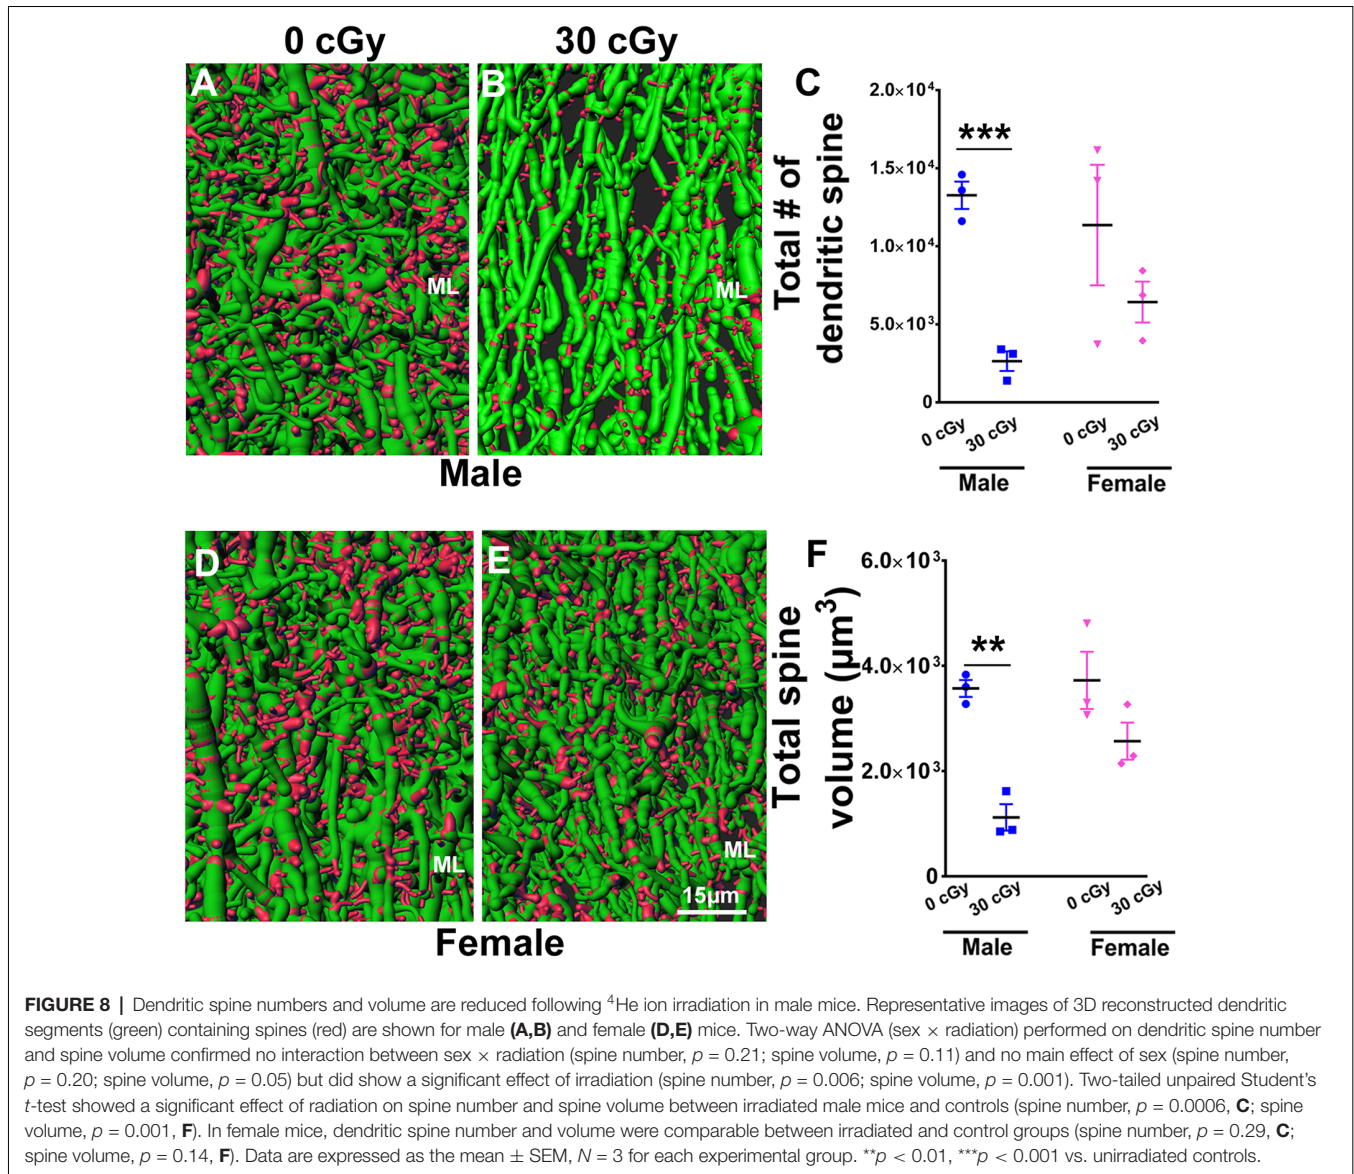 0 cGy
30 cGy
A
B
ML
ML
Male
C
Total # of
dendritic spine
2.0×10⁴
1.5×10⁴
1.0×10⁴
5.0×10³
0
***
0 cGy
30 cGy
0 cGy
30 cGy
Male
Female
D
E
ML
ML
15µm
Female
F
Total spine
volume (µm³)
6.0×10³
4.0×10³
2.0×10³
0
**
0 cGy
30 cGy
0 cGy
30 cGy
Male
Female
FIGURE 8 | Dendritic spine numbers and volume are reduced following ⁴He ion irradiation in male mice. Representative images of 3D reconstructed dendritic
segments (green) containing spines (red) are shown for male (A,B) and female (D,E) mice. Two-way ANOVA (sex × radiation) performed on dendritic spine number
and spine volume confirmed no interaction between sex × radiation (spine number, p = 0.21; spine volume, p = 0.11) and no main effect of sex (spine number,
p = 0.20; spine volume, p = 0.05) but did show a significant effect of irradiation (spine number, p = 0.006; spine volume, p = 0.001). Two-tailed unpaired Student's
t-test showed a significant effect of radiation on spine number and spine volume between irradiated male mice and controls (spine number, p = 0.0006, C; spine
volume, p = 0.001, F). In female mice, dendritic spine number and volume were comparable between irradiated and control groups (spine number, p = 0.29, C;
spine volume, p = 0.14, F). Data are expressed as the mean ± SEM, N = 3 for each experimental group. **p < 0.01, ***p < 0.001 vs. unirradiated controls.